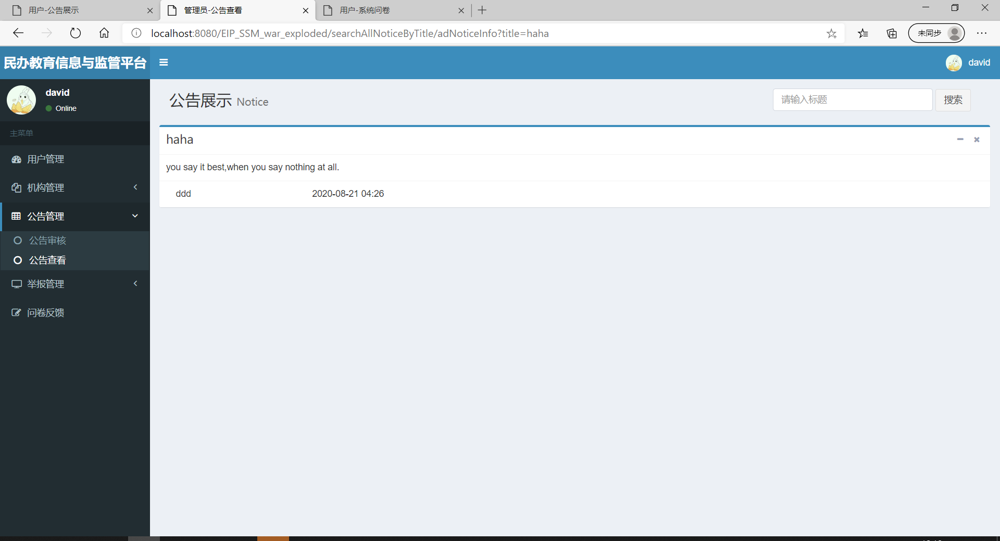 用户-公告展示
管理员-公告查看
用户-系统问卷
localhost:8080/EIP_SSM_war_exploded/searchAllNoticeByTitle/adNoticeInfo?title=haha
未同步
民办教育信息与监管平台
david
david
Online
主菜单
用户管理
机构管理
公告管理
公告审核
公告查看
举报管理
问卷反馈
公告展示 Notice
请输入标题
搜索
haha
you say it best,when you say nothing at all.
ddd 2020-08-21 04:26